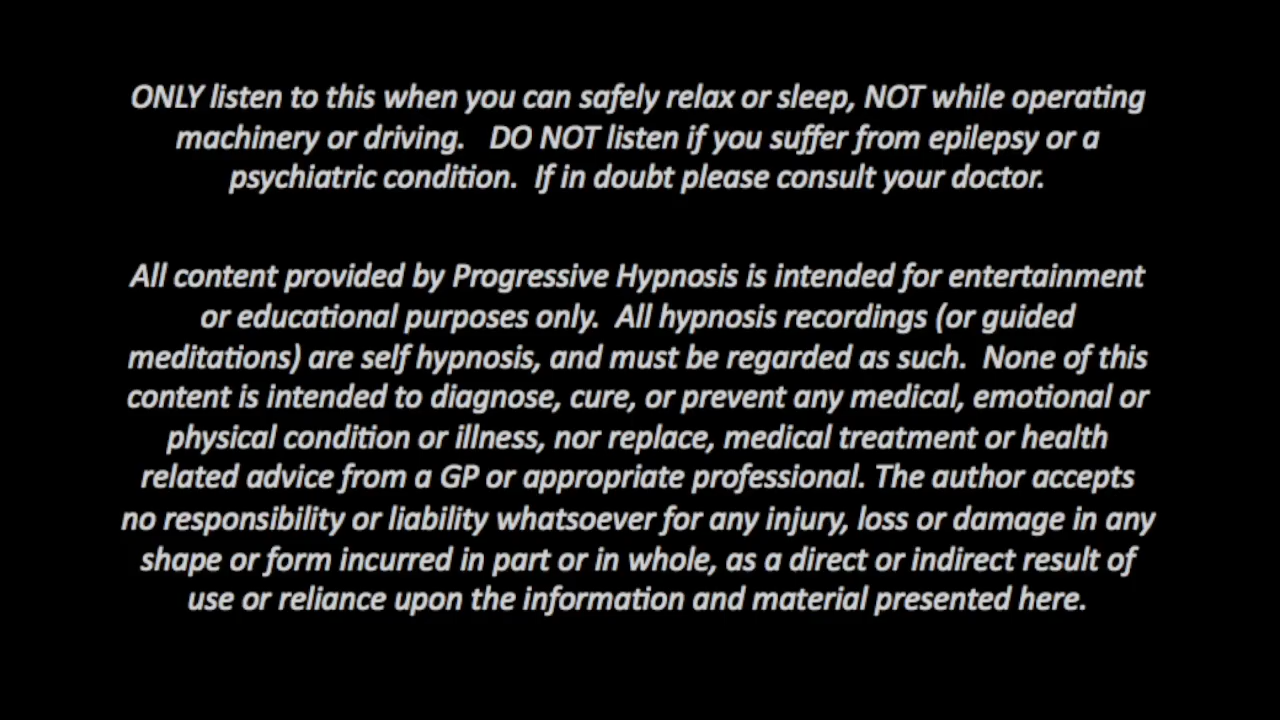 ONLY listen to this when you can safely relax or sleep, NOT while operating
machinery or driving.   DO NOT listen if you suffer from epilepsy or a
psychiatric condition.  If in doubt please consult your doctor.
All content provided by Progressive Hypnosis is intended for entertainment
or educational purposes only.  All hypnosis recordings (or guided
meditations) are self hypnosis, and must be regarded as such.  None of this
content is intended to diagnose, cure, or prevent any medical, emotional or
physical condition or illness, nor replace, medical treatment or health
related advice from a GP or appropriate professional. The author accepts
no responsibility or liability whatsoever for any injury, loss or damage in any
shape or form incurred in part or in whole, as a direct or indirect result of
use or reliance upon the information and material presented here.